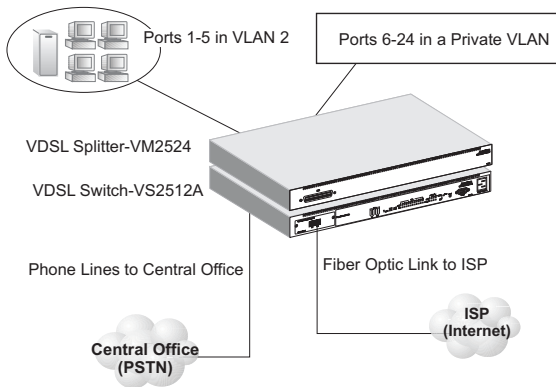 Ports 1-5 in VLAN 2
Ports 6-24 in a Private VLAN
VDSL Splitter-VM2524
VDSL Switch-VS2512A
Phone Lines to Central Office
Fiber Optic Link to ISP
Central Office
(PSTN)
ISP
(Internet)